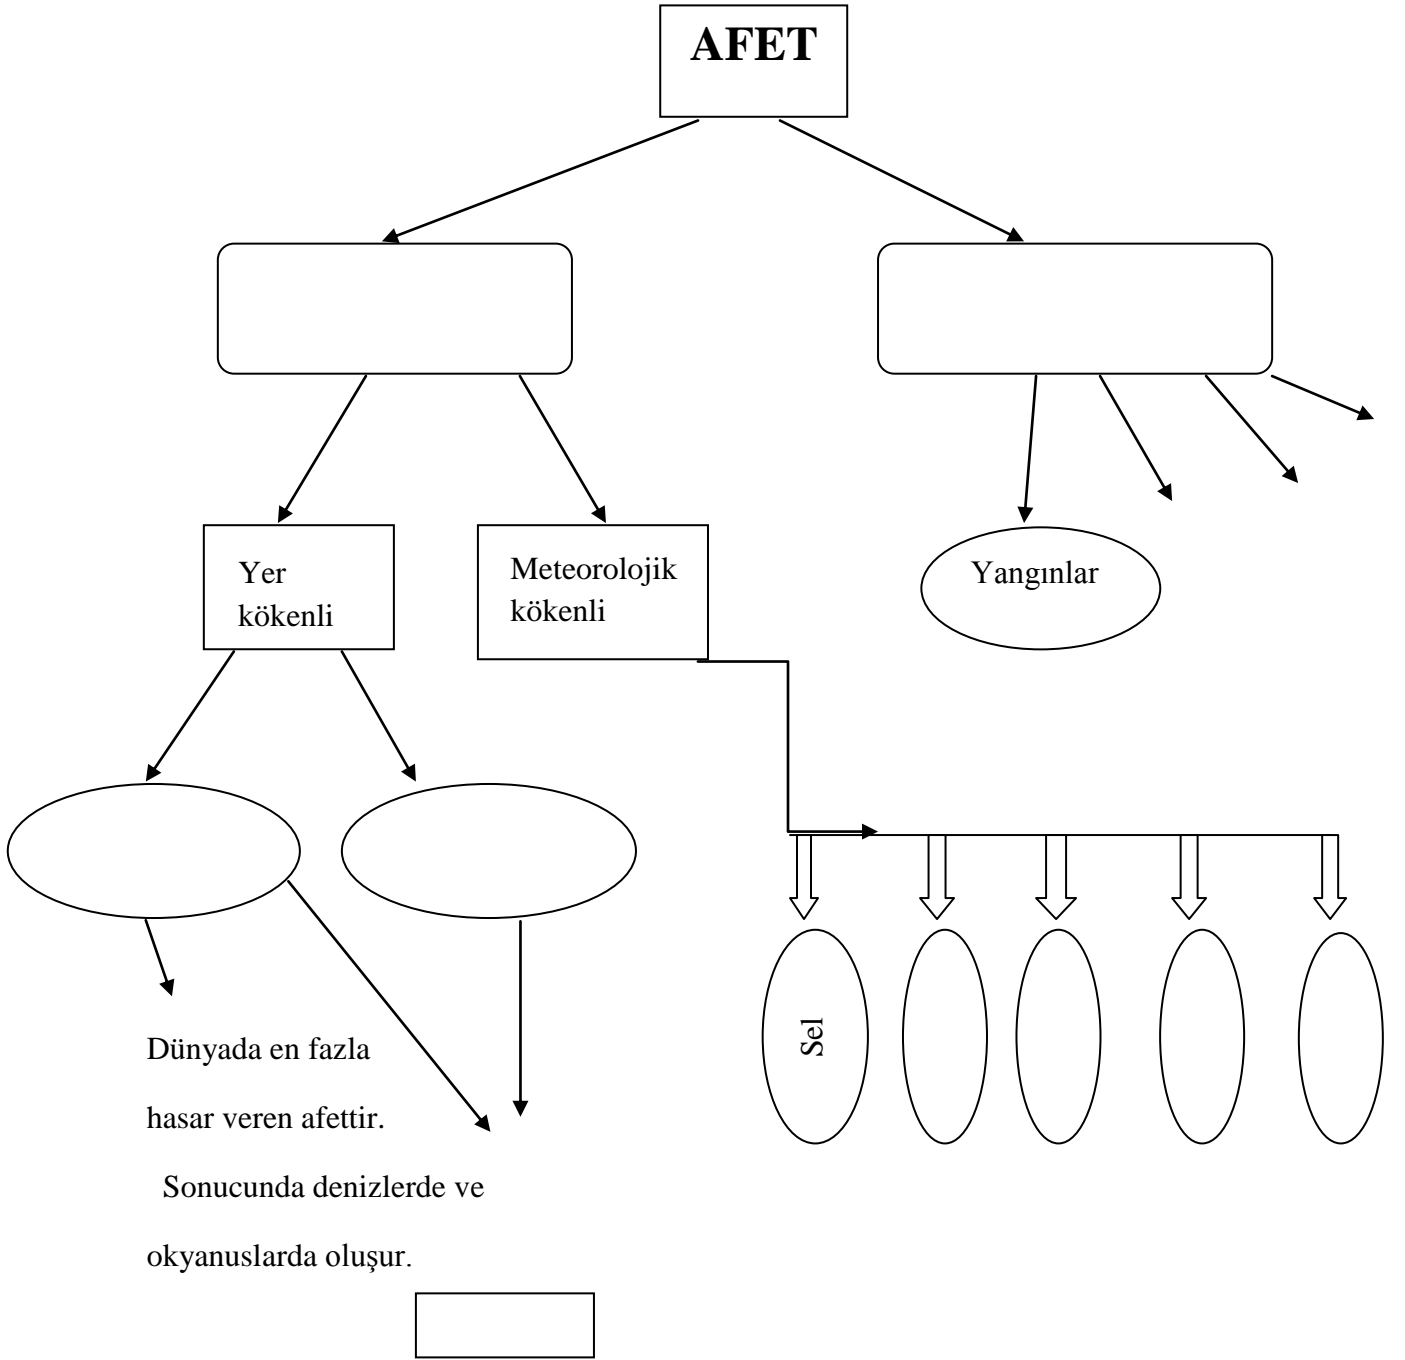 AFET
Yer
kökenli
Meteorolojik
kökenli
Yangınlar
Sel
Dünyada en fazla
hasar veren afettir.
Sonucunda denizlerde ve
okyanuslarda oluşur.